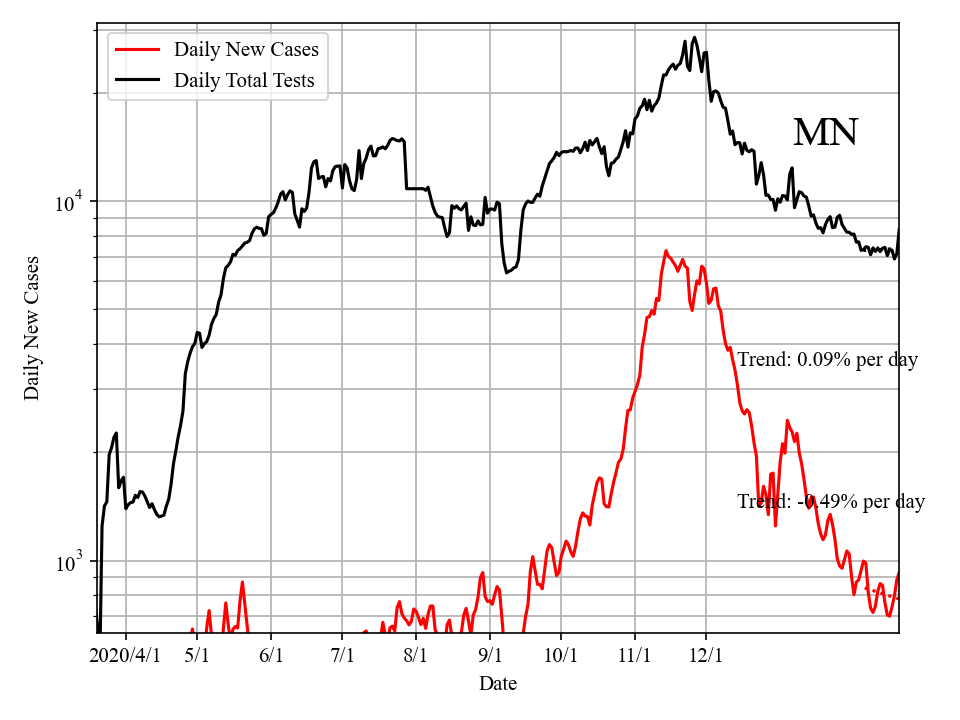 Daily New Cases
Daily Total Tests
MN
10^4
Daily New Cases
Trend: 0.09% per day
Trend: -0.49% per day
10^3
2020/4/1 5/1 6/1 7/1 8/1 9/1 10/1 11/1 12/1
Date